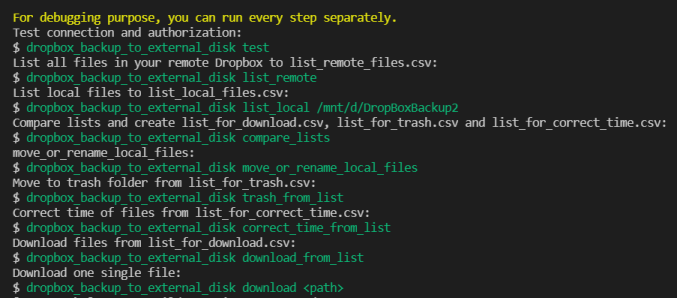 For debugging purpose, you can run every step separately.
Test connection and authorization:
$ dropbox_backup_to_external_disk test
List all files in your remote Dropbox to list_remote_files.csv:
$ dropbox_backup_to_external_disk list_remote
List local files to list_local_files.csv:
$ dropbox_backup_to_external_disk list_local /mnt/d/DropBoxBackup2
Compare lists and create list_for_download.csv, list_for_trash.csv and list_for_correct_time.csv:
$ dropbox_backup_to_external_disk compare_lists
move_or_rename_local_files:
$ dropbox_backup_to_external_disk move_or_rename_local_files
Move to trash folder from list_for_trash.csv:
$ dropbox_backup_to_external_disk trash_from_list
Correct time of files from list_for_correct_time.csv:
$ dropbox_backup_to_external_disk correct_time_from_list
Download files from list_for_download.csv:
$ dropbox_backup_to_external_disk download_from_list
Download one single file:
$ dropbox_backup_to_external_disk download <path>